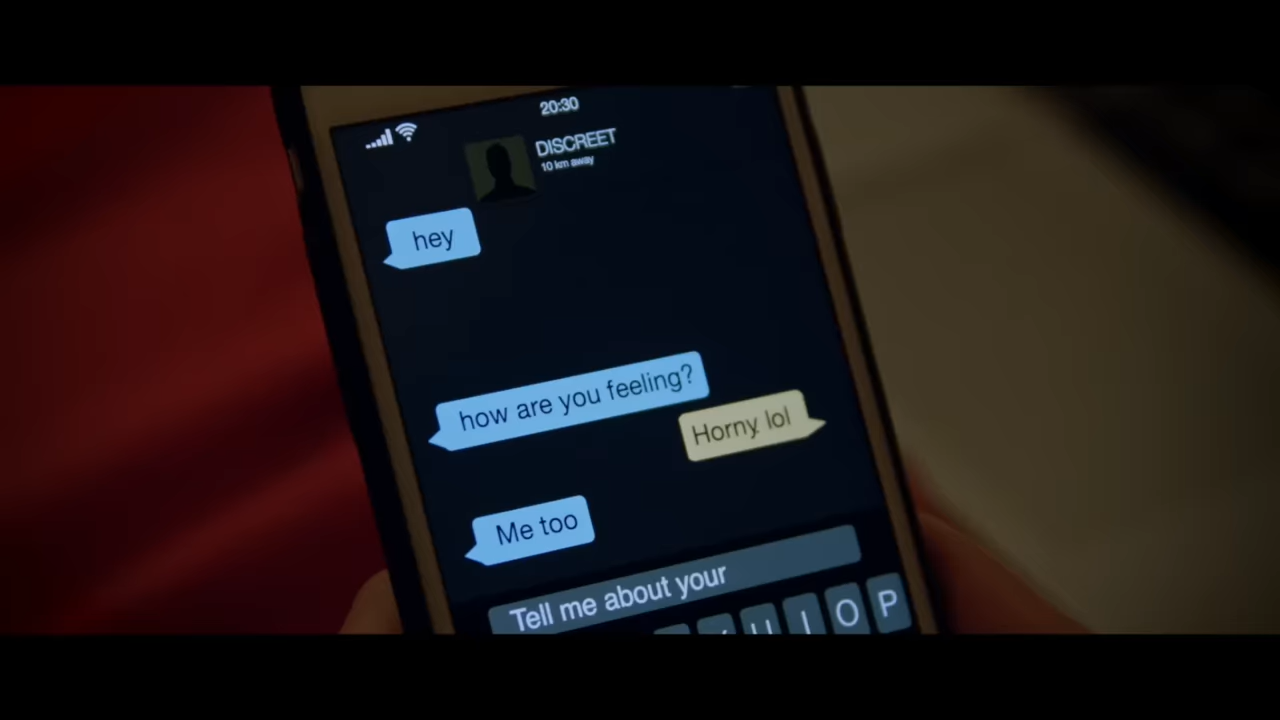 20:30
DISCREET
10 km away
hey
how are you feeling?
Horny lol
Me too
Tell me about your
U I O P